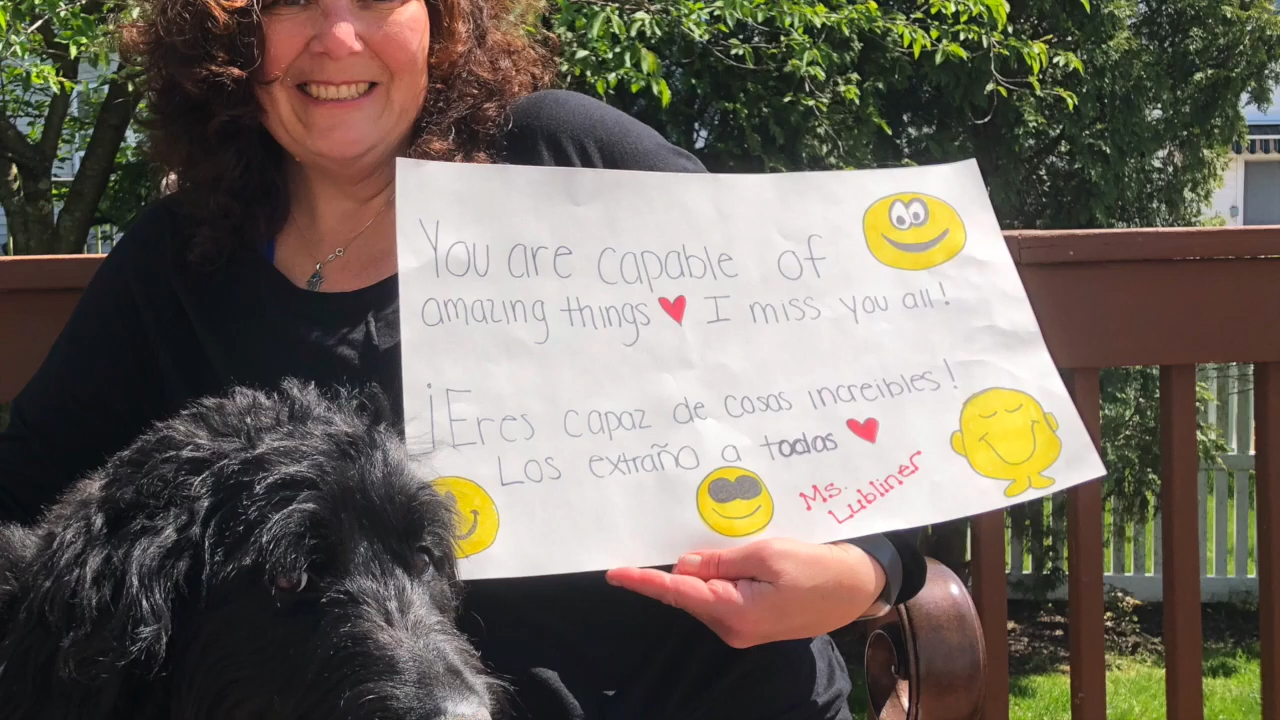 You are capable of
amazing things ♥ I miss you all!
¡Eres capaz de cosas increibles!
Los extraño a todos ♥
Ms.
Lubliner